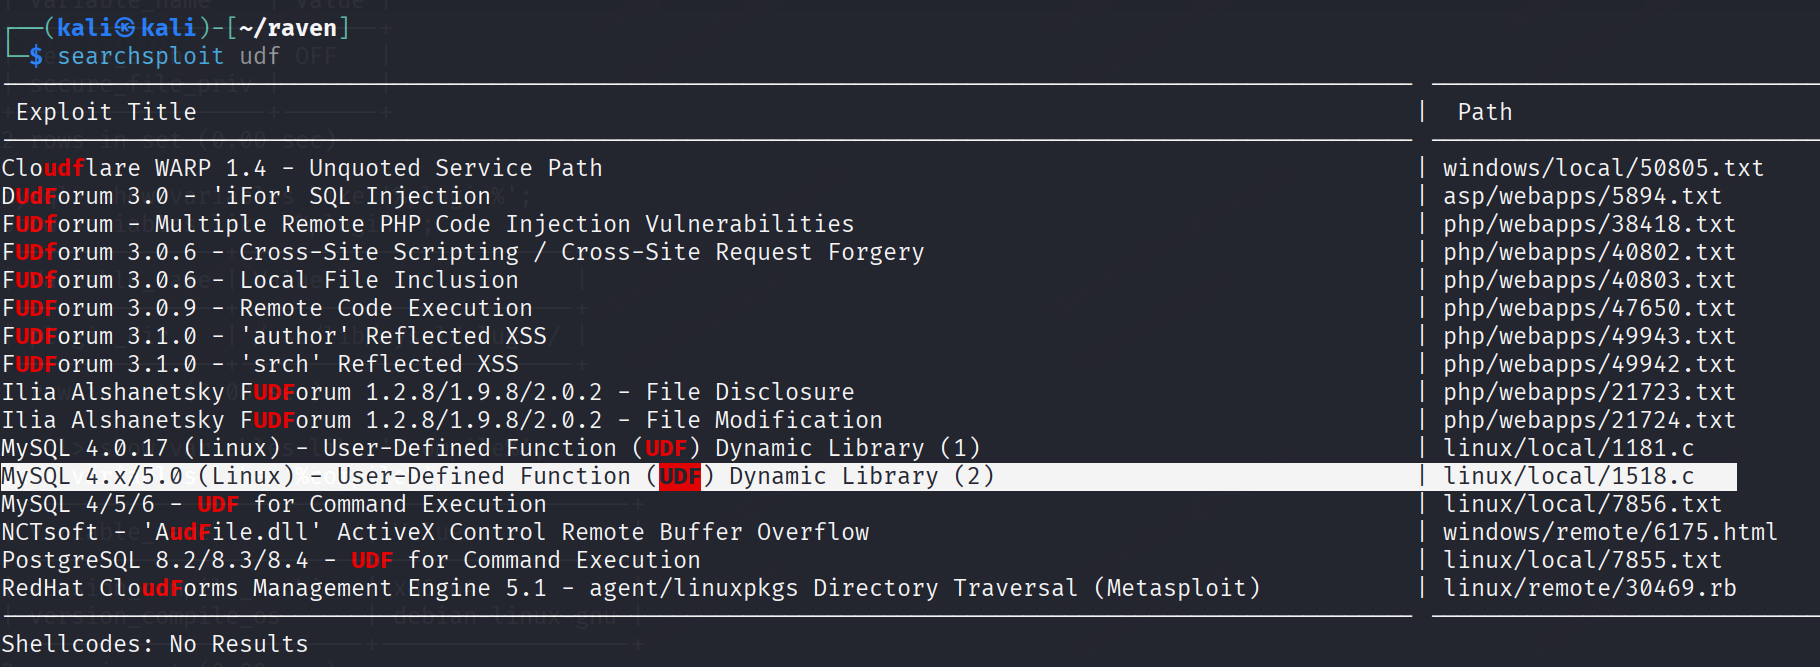 (kali㉿kali)-[~/raven]
$ searchsploit udf
Exploit Title | Path
Cloudflare WARP 1.4 - Unquoted Service Path | windows/local/50805.txt
DUdForum 3.0 - 'iFor' SQL Injection | asp/webapps/5894.txt
FUDforum - Multiple Remote PHP Code Injection Vulnerabilities | php/webapps/38418.txt
FUDforum 3.0.6 - Cross-Site Scripting / Cross-Site Request Forgery | php/webapps/40802.txt
FUDforum 3.0.6 - Local File Inclusion | php/webapps/40803.txt
FUDForum 3.0.9 - Remote Code Execution | php/webapps/47650.txt
FUDForum 3.1.0 - 'author' Reflected XSS | php/webapps/49943.txt
FUDForum 3.1.0 - 'srch' Reflected XSS | php/webapps/49942.txt
Ilia Alshanetsky FUDForum 1.2.8/1.9.8/2.0.2 - File Disclosure | php/webapps/21723.txt
Ilia Alshanetsky FUDForum 1.2.8/1.9.8/2.0.2 - File Modification | php/webapps/21724.txt
MySQL 4.0.17 (Linux) - User-Defined Function (UDF) Dynamic Library (1) | linux/local/1181.c
MySQL 4.x/5.0 (Linux) - User-Defined Function (UDF) Dynamic Library (2) | linux/local/1518.c
MySQL 4/5/6 - UDF for Command Execution | linux/local/7856.txt
NCTsoft - 'AudFile.dll' ActiveX Control Remote Buffer Overflow | windows/remote/6175.html
PostgreSQL 8.2/8.3/8.4 - UDF for Command Execution | linux/local/7855.txt
RedHat CloudForms Management Engine 5.1 - agent/linuxpkgs Directory Traversal (Metasploit) | linux/remote/30469.rb
Shellcodes: No Results